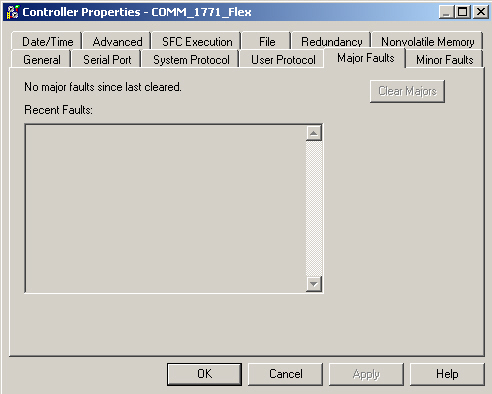 Controller Properties - COMM_1771_Flex
Date/Time Advanced SFC Execution File Redundancy Nonvolatile Memory
General Serial Port System Protocol User Protocol Major Faults Minor Faults
No major faults since last cleared.
Clear Majors
Recent Faults:
OK Cancel Apply Help